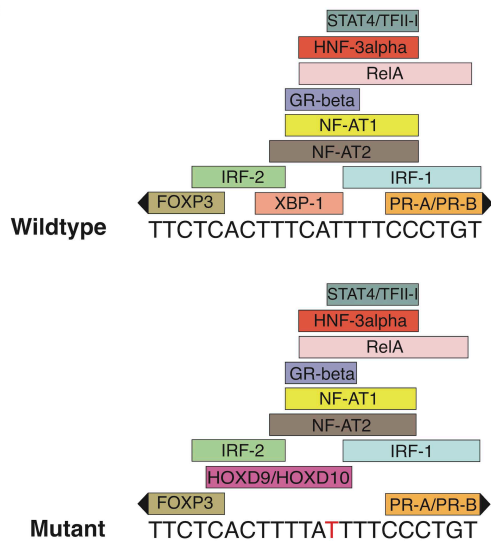 STAT4/TFII-I
HNF-3alpha
RelA
GR-beta
NF-AT1
NF-AT2
IRF-2 IRF-1
FOXP3 XBP-1 PR-A/PR-B
Wildtype TTCTCACTTTCATTTTCCCTGT
STAT4/TFII-I
HNF-3alpha
RelA
GR-beta
NF-AT1
NF-AT2
IRF-2 IRF-1
HOXD9/HOXD10
FOXP3 PR-A/PR-B
Mutant TTCTCACTTTTATTTTCCCTGT